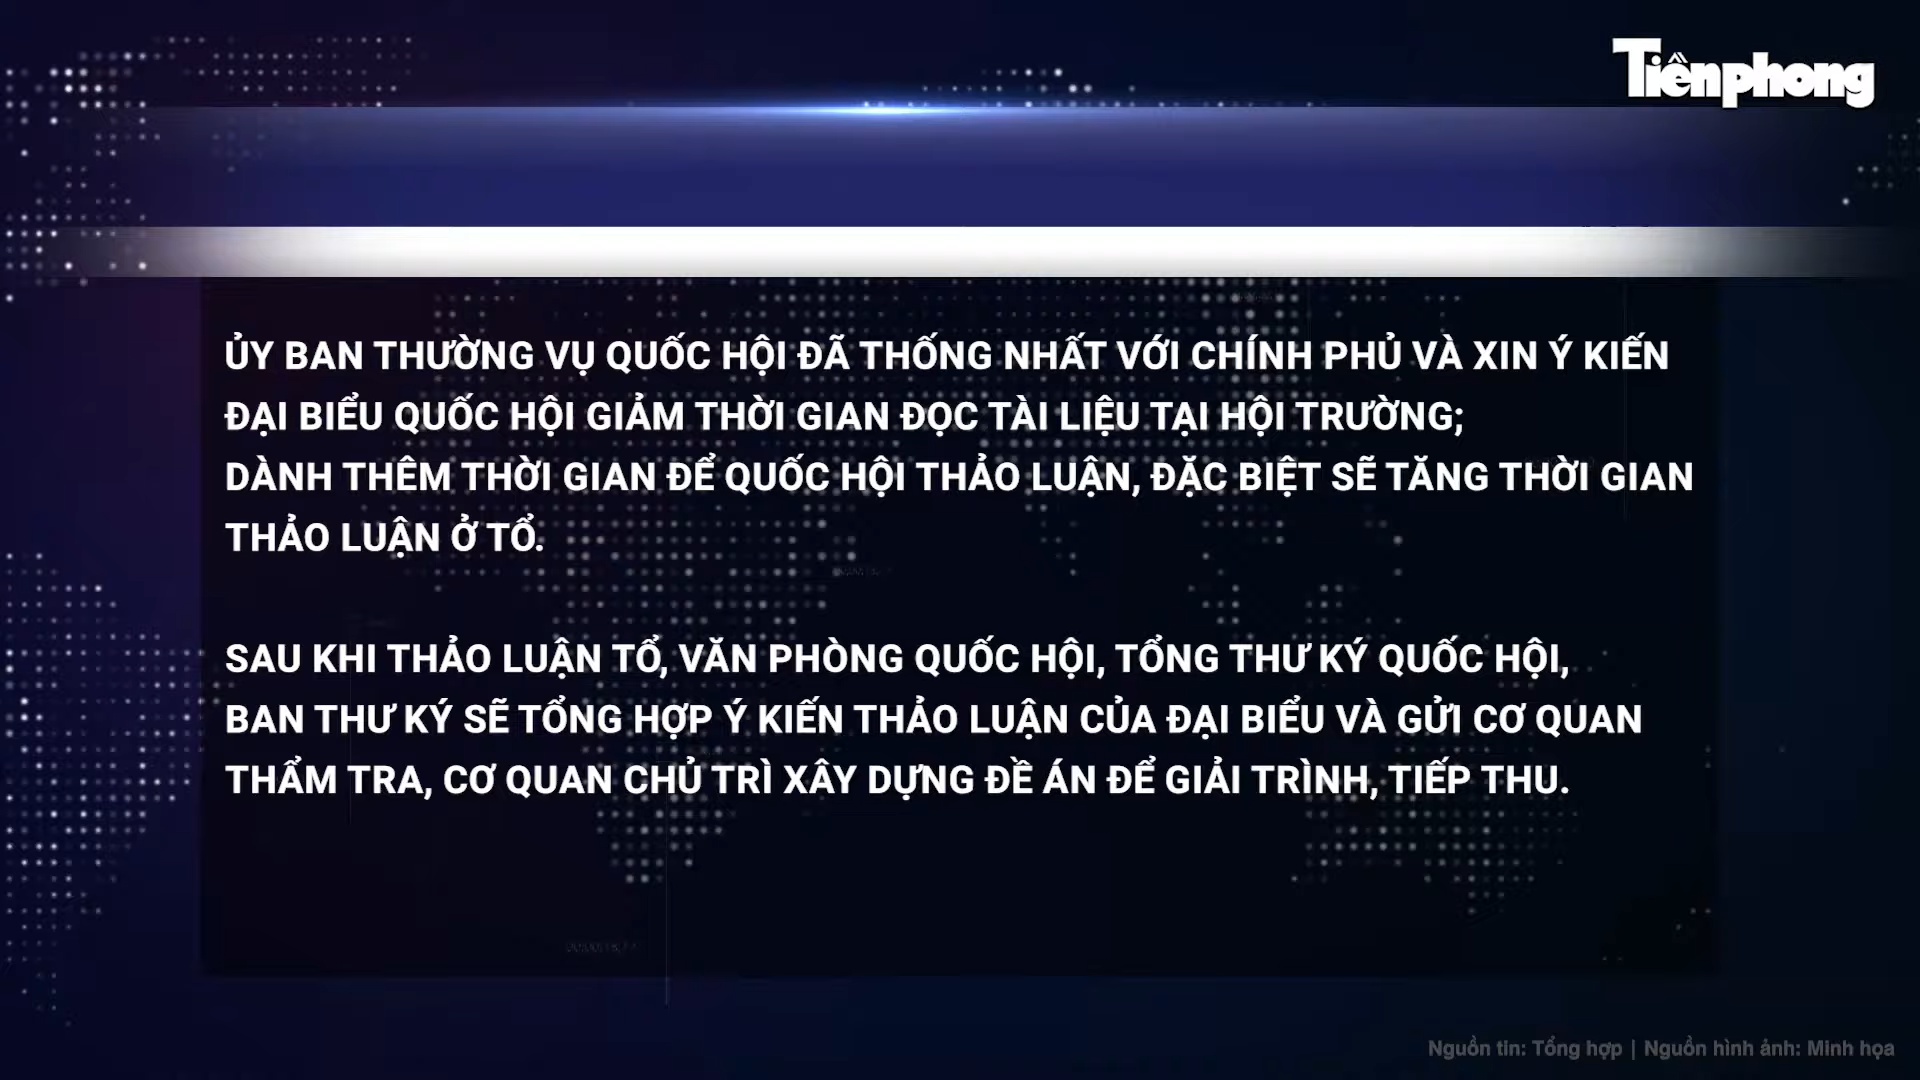 Tiền phong
ỦY BAN THƯỜNG VỤ QUỐC HỘI ĐÃ THỐNG NHẤT VỚI CHÍNH PHỦ VÀ XIN Ý KIẾN
ĐẠI BIỂU QUỐC HỘI GIẢM THỜI GIAN ĐỌC TÀI LIỆU TẠI HỘI TRƯỜNG;
DÀNH THÊM THỜI GIAN ĐỂ QUỐC HỘI THẢO LUẬN, ĐẶC BIỆT SẼ TĂNG THỜI GIAN
THẢO LUẬN Ở TỔ.
SAU KHI THẢO LUẬN TỔ, VĂN PHÒNG QUỐC HỘI, TỔNG THƯ KÝ QUỐC HỘI,
BAN THƯ KÝ SẼ TỔNG HỢP Ý KIẾN THẢO LUẬN CỦA ĐẠI BIỂU VÀ GỬI CƠ QUAN
THẨM TRA, CƠ QUAN CHỦ TRÌ XÂY DỰNG ĐỀ ÁN ĐỂ GIẢI TRÌNH, TIẾP THU.
Nguồn tin: Tổng hợp | Nguồn hình ảnh: Minh họa